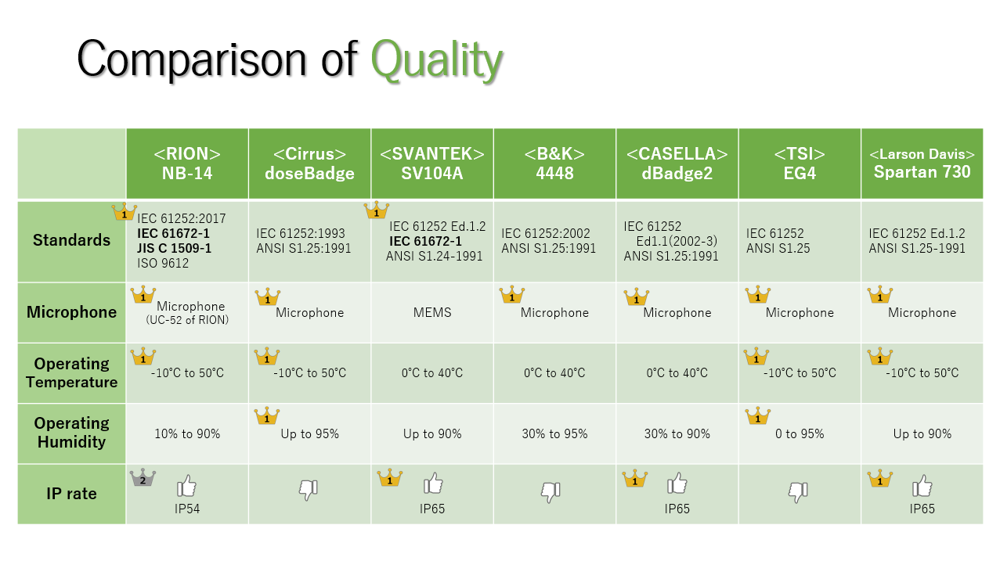 Comparison of Quality
<RION>
NB-14
<Cirrus>
doseBadge
<SVANTEK>
SV104A
<B&K>
4448
<CASELLA>
dBadge2
<TSI>
EG4
<Larson Davis>
Spartan 730
Standards
1
IEC 61252:2017
IEC 61672-1
JIS C 1509-1
ISO 9612
IEC 61252:1993
ANSI S1.25:1991
1
IEC 61252 Ed.1.2
IEC 61672-1
ANSI S1.24-1991
IEC 61252:2002
ANSI S1.25:1991
IEC 61252
Ed1.1(2002-3)
ANSI S1.25:1991
IEC 61252
ANSI S1.25
IEC 61252 Ed.1.2
ANSI S1.25-1991
Microphone
1
Microphone
(UC-52 of RION)
1
Microphone
MEMS
1
Microphone
1
Microphone
1
Microphone
1
Microphone
Operating
Temperature
1
-10°C to 50°C
1
-10°C to 50°C
0°C to 40°C
0°C to 40°C
0°C to 40°C
1
-10°C to 50°C
1
-10°C to 50°C
Operating
Humidity
10% to 90%
1
Up to 95%
Up to 90%
30% to 95%
30% to 90%
1
0 to 95%
Up to 90%
IP rate
2
IP54
1
IP65
1
IP65
1
IP65